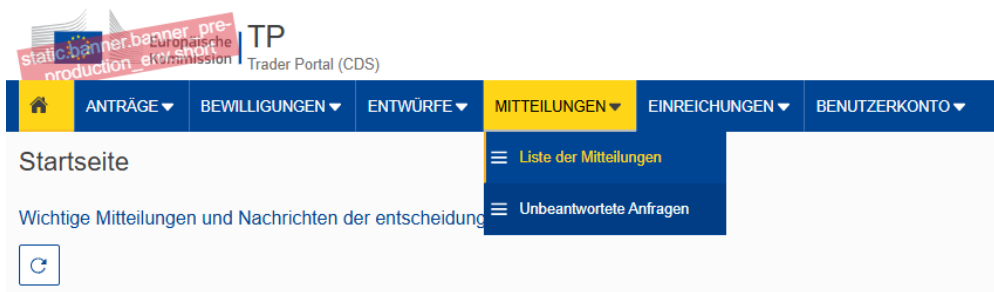 static.banner.banner_pre-
production_ekw.short
Europäische
Kommission
TP
Trader Portal (CDS)
ANTRÄGE
BEWILLIGUNGEN
ENTWÜRFE
MITTEILUNGEN
EINREICHUNGEN
BENUTZERKONTO
Startseite
Liste der Mitteilungen
Wichtige Mitteilungen und Nachrichten der entscheidung
Unbeantwortete Anfragen